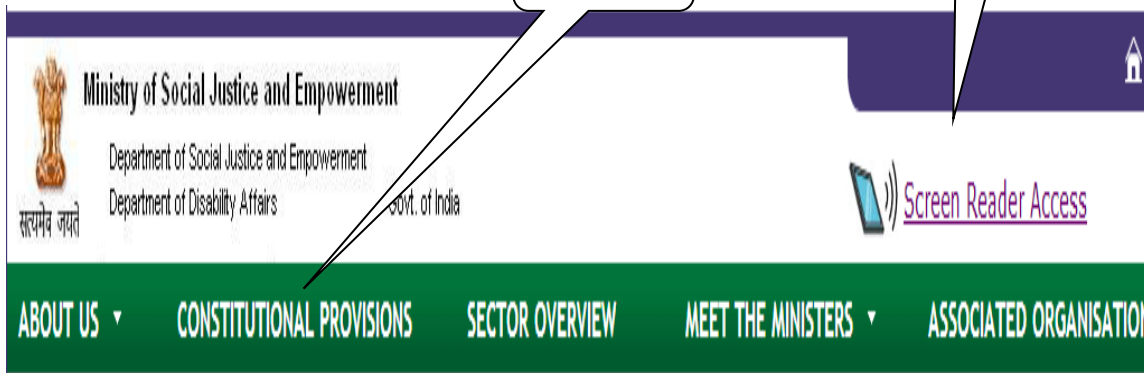 Ministry of Social Justice and Empowerment
Department of Social Justice and Empowerment
Department of Disability Affairs Govt. of India
सत्यमेव जयते
Screen Reader Access
ABOUT US CONSTITUTIONAL PROVISIONS SECTOR OVERVIEW MEET THE MINISTERS ASSOCIATED ORGANISATION